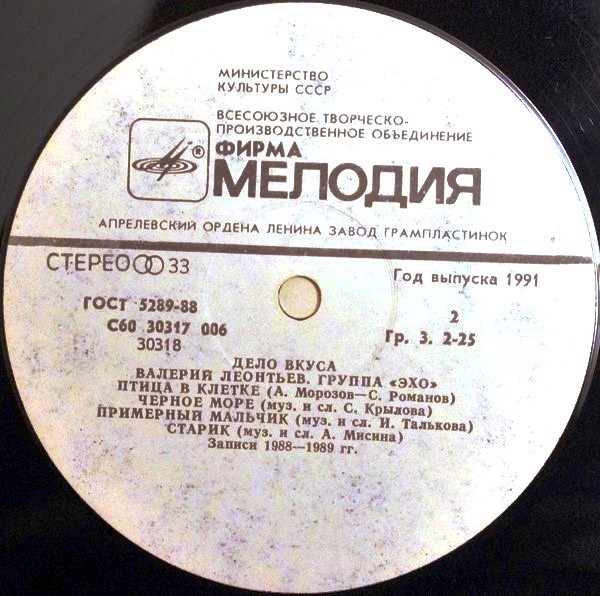 МИНИСТЕРСТВО
КУЛЬТУРЫ СССР
ВСЕСОЮЗНОЕ ТВОРЧЕСКО-
ПРОИЗВОДСТВЕННОЕ ОБЪЕДИНЕНИЕ
®
ФИРМА
МЕЛОДИЯ
АПРЕЛЕВСКИЙ ОРДЕНА ЛЕНИНА ЗАВОД ГРАМПЛАСТИНОК
СТЕРЕО 33
Год выпуска 1991
ГОСТ 5289-88
2
С60 30317 006
Гр. 3. 2-25
30318
ДЕЛО ВКУСА
ВАЛЕРИЙ ЛЕОНТЬЕВ. ГРУППА «ЭХО»
ПТИЦА В КЛЕТКЕ (А. Морозов—С. Романов)
ЧЕРНОЕ МОРЕ (муз. и сл. С. Крылова)
ПРИМЕРНЫЙ МАЛЬЧИК (муз. и сл. И. Талькова)
СТАРИК (муз. и сл. А. Мисина)
Записи 1988—1989 гг.